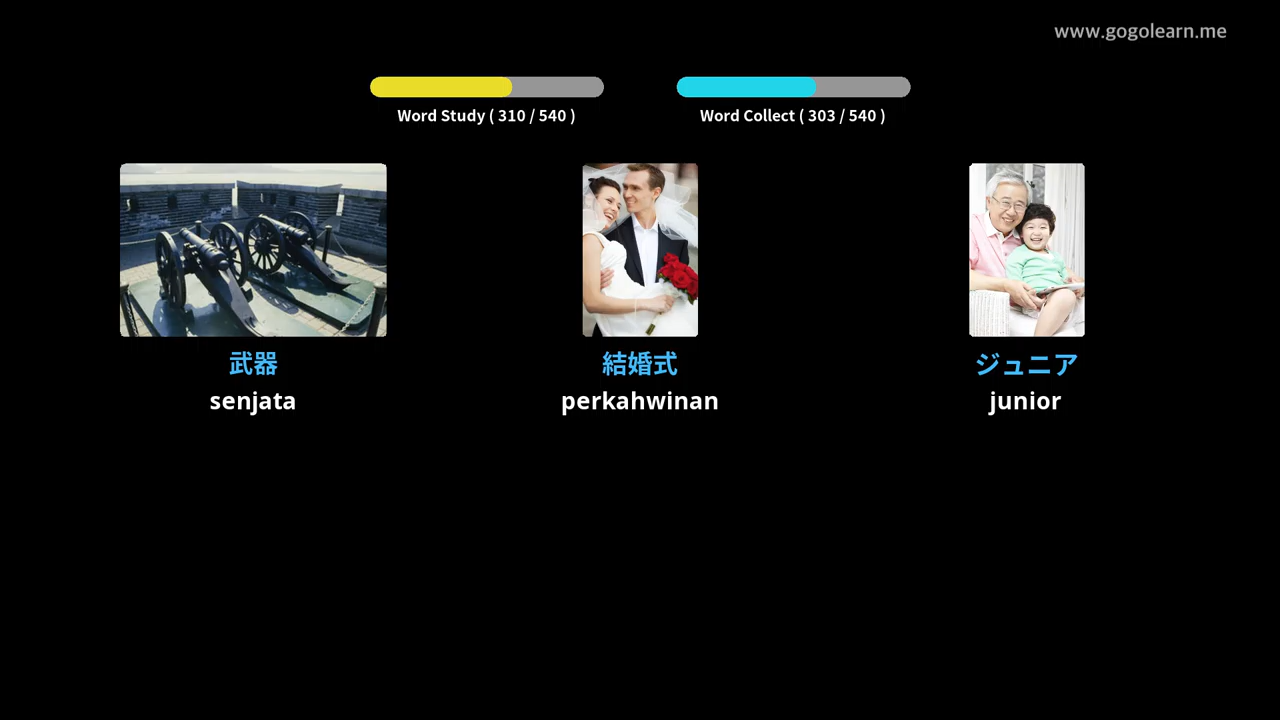 www.gogolearn.me
Word Study ( 310 / 540 )
Word Collect ( 303 / 540 )
武器
senjata
結婚式
perkahwinan
ジュニア
junior